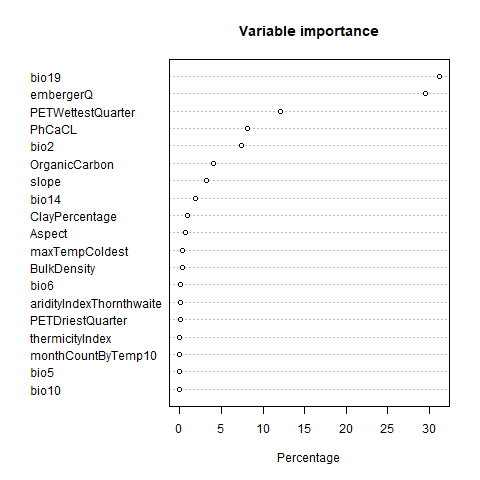 Variable importance
bio19
embergerQ
PETWettestQuarter
PhCaCL
bio2
OrganicCarbon
slope
bio14
ClayPercentage
Aspect
maxTempColdest
BulkDensity
bio6
aridityIndexThornthwaite
PETDriestQuarter
thermicityIndex
monthCountByTemp10
bio5
bio10
0 5 10 15 20 25 30
Percentage